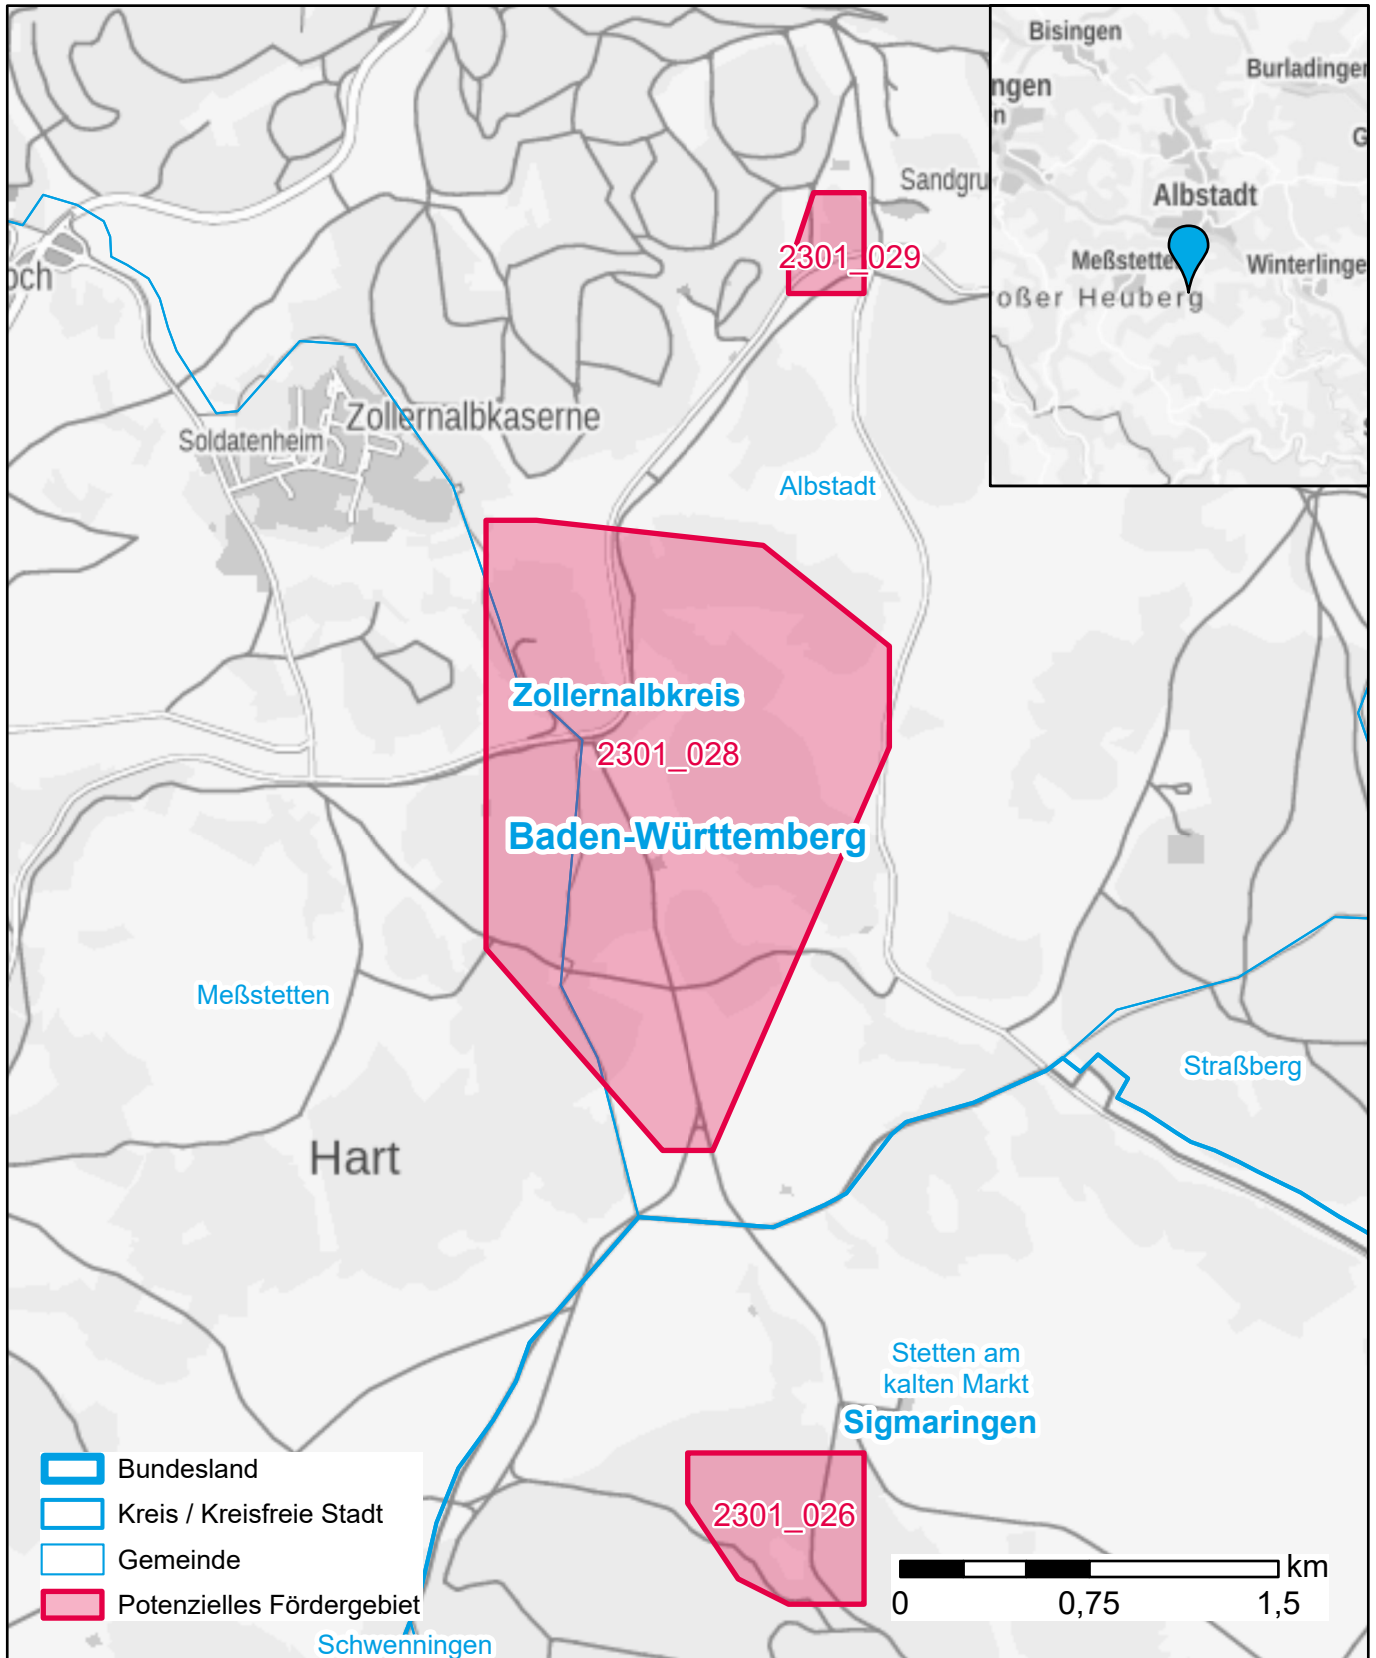 Bisingen
Burladinger
ngen
n
G
Albstadt
Meßstette
Winterlinge
oßer Heuberg
Sandgru
2301_029
och
Zollernalbkaserne
Soldatenheim
Albstadt
Zollernalbkreis
2301_028
Baden-Württemberg
Meßstetten
Straßberg
Hart
Stetten am
kalten Markt
Sigmaringen
2301_026
Bundesland
Kreis / Kreisfreie Stadt
Gemeinde
Potenzielles Fördergebiet
km
0 0,75 1,5
Schwenningen